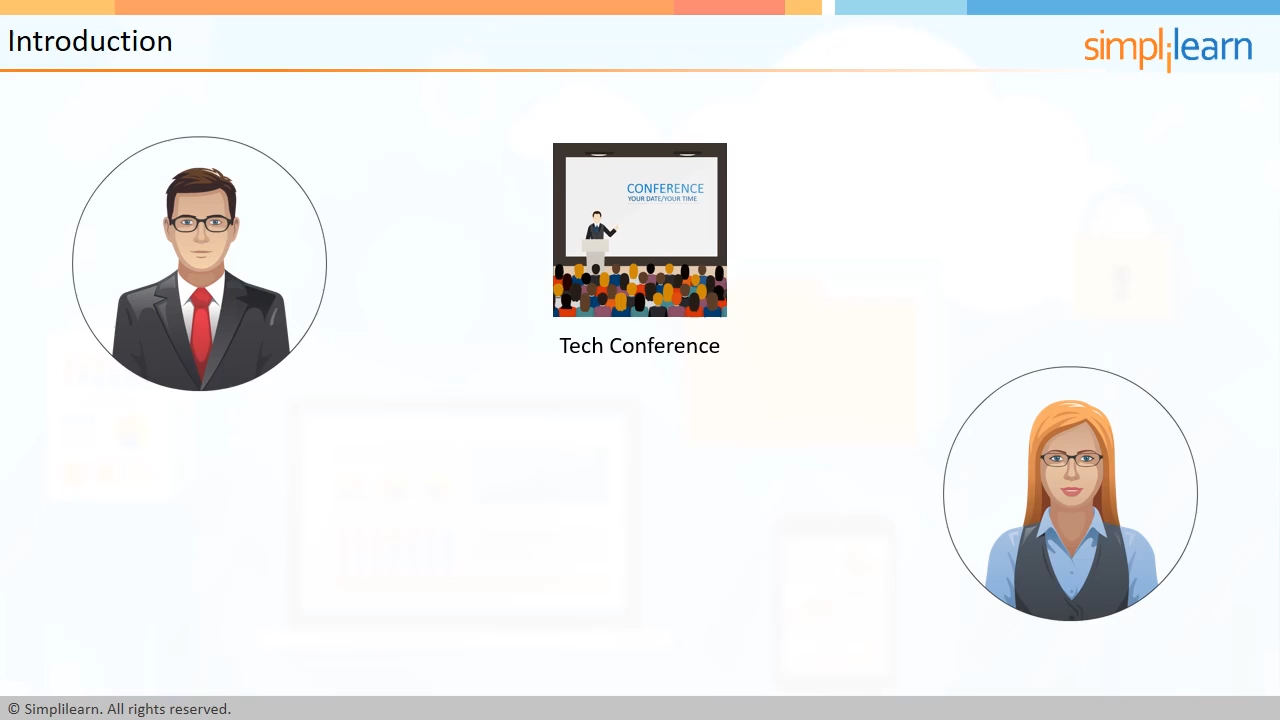 Introduction
simplilearn
CONFERENCE
YOUR DATE/YOUR TIME
Tech Conference
© Simplilearn. All rights reserved.